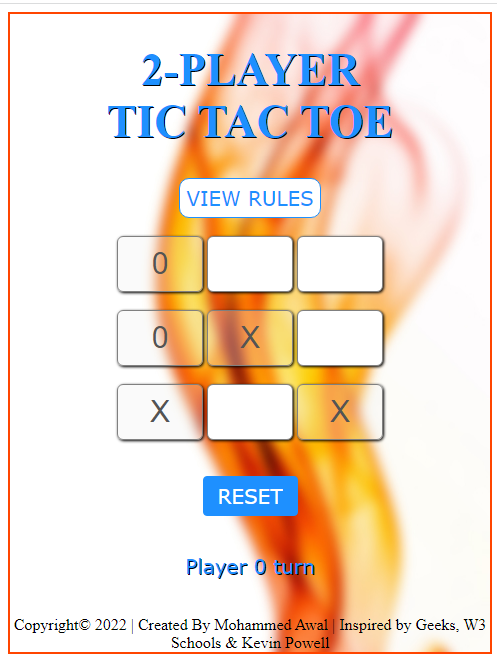 2-PLAYER
TIC TAC TOE
VIEW RULES
0
0 X
X X
RESET
Player 0 turn
Copyright© 2022 | Created By Mohammed Awal | Inspired by Geeks, W3
Schools & Kevin Powell